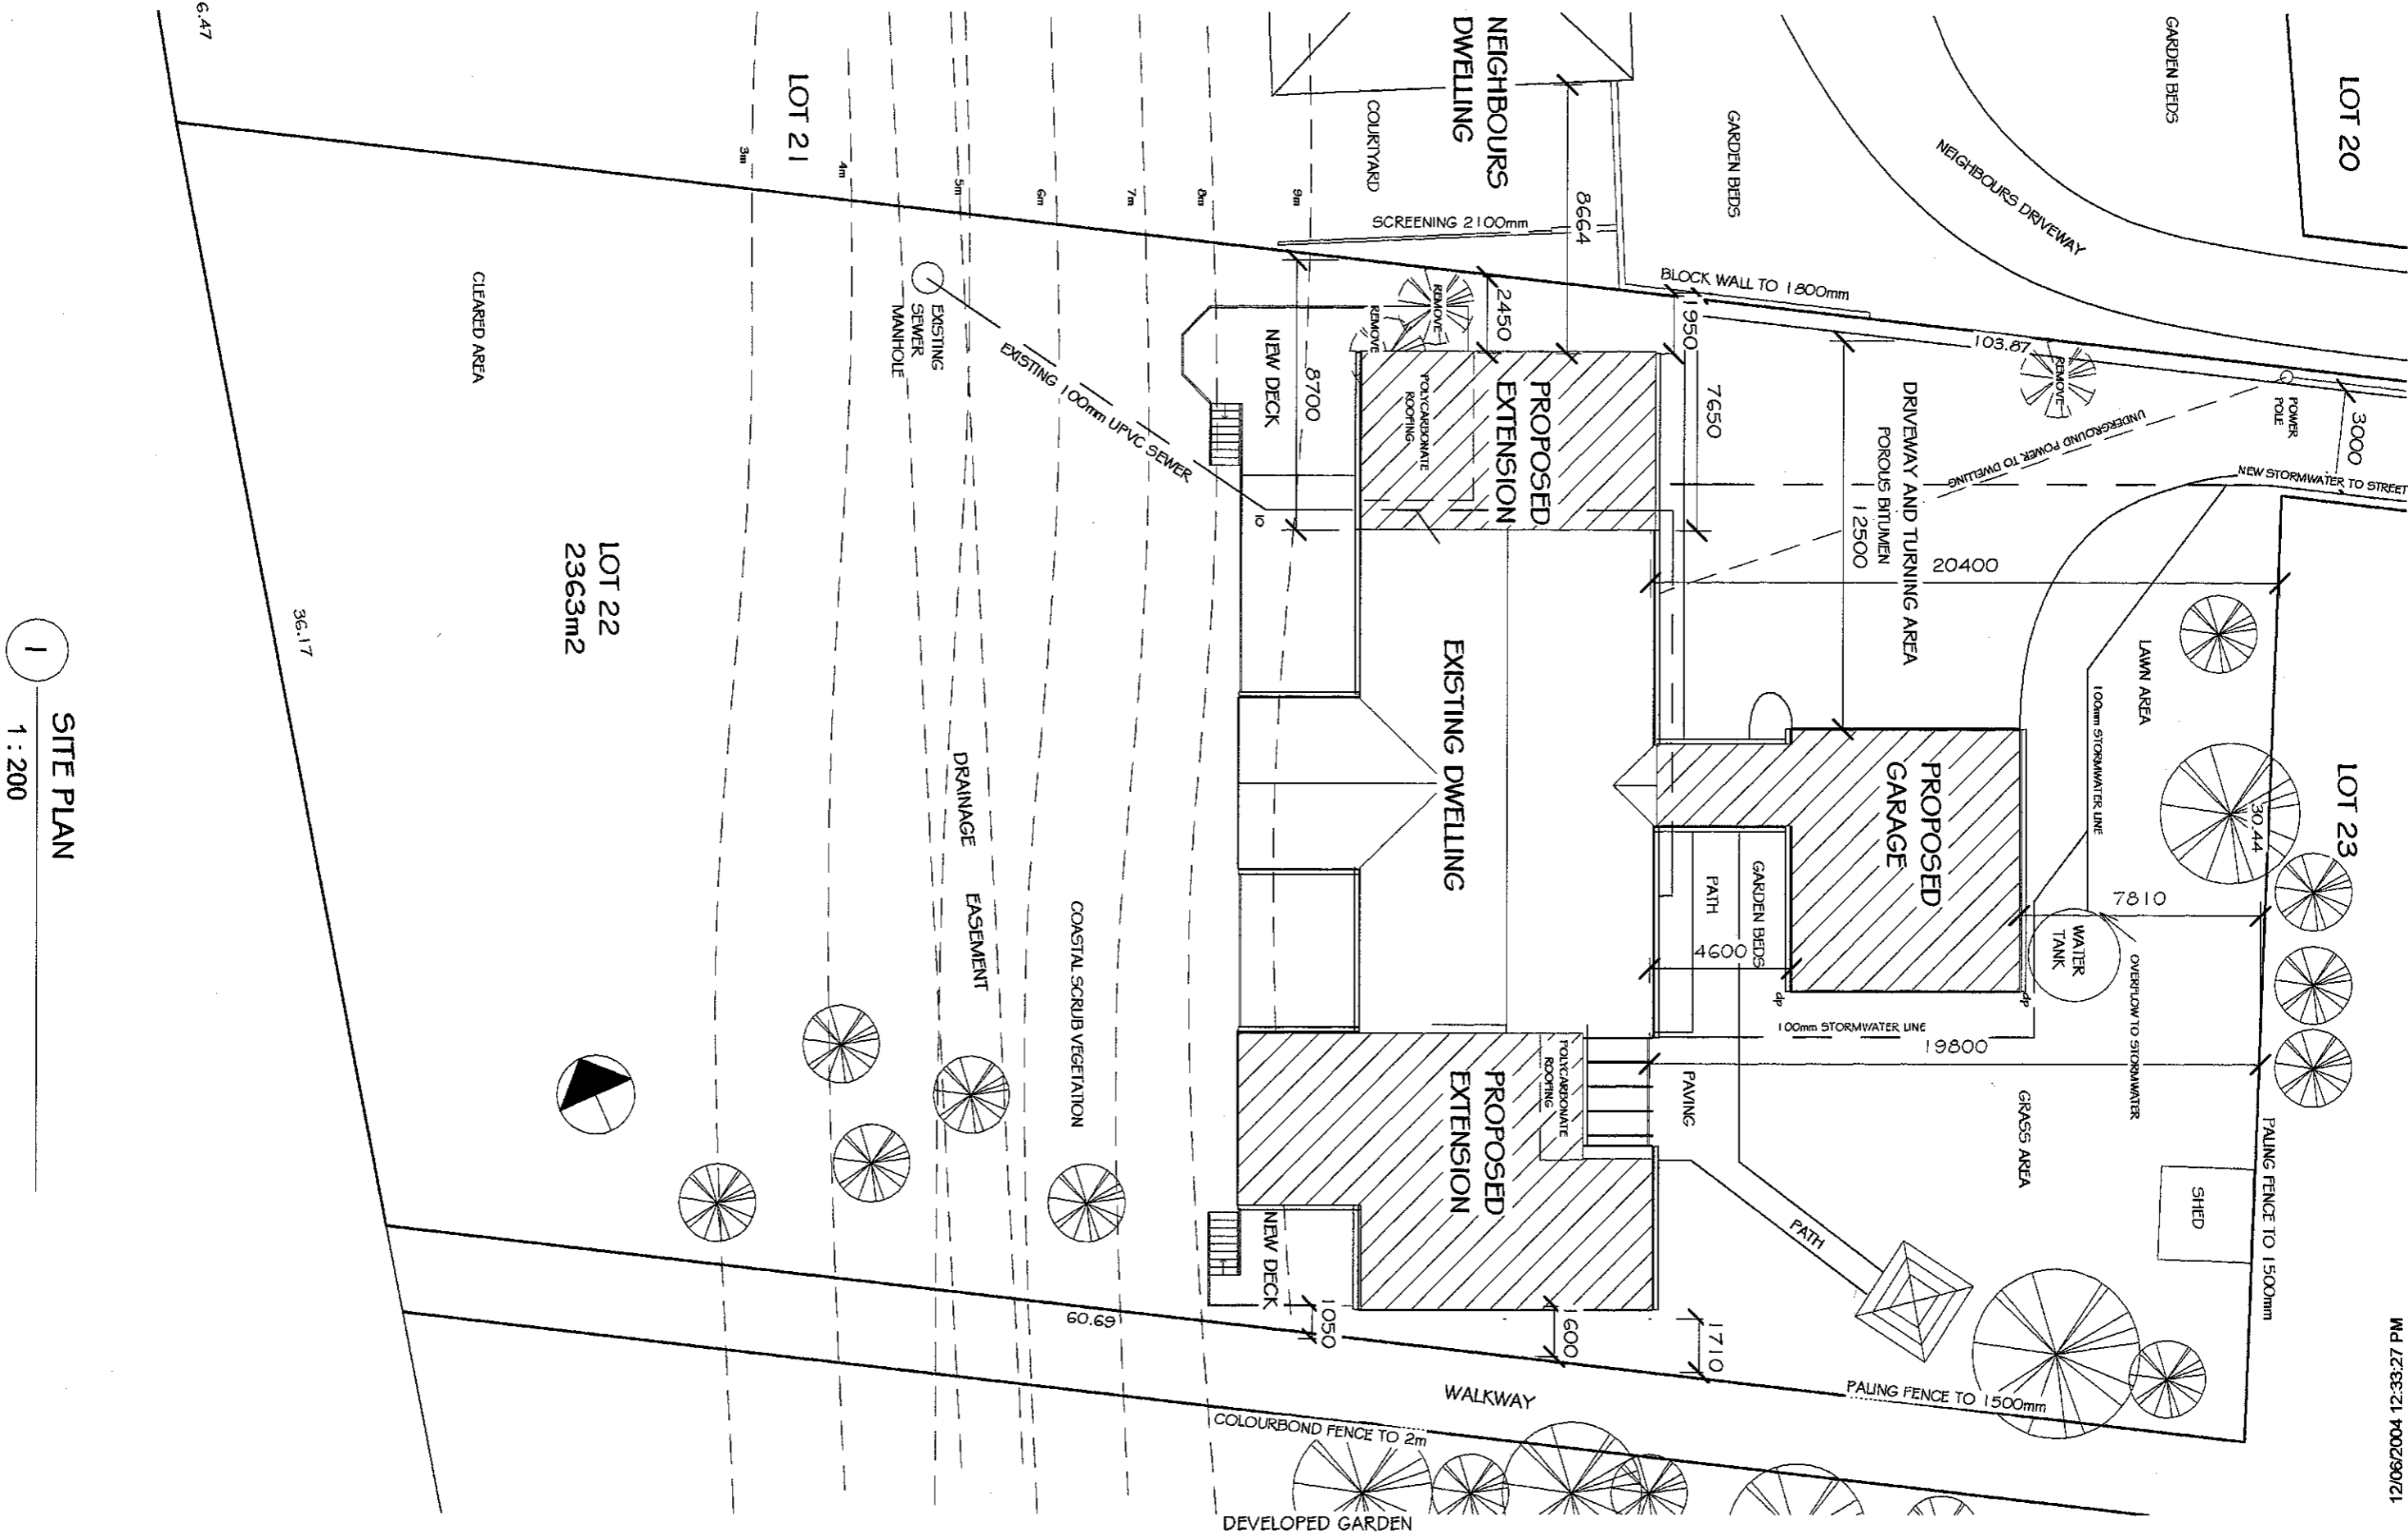 LOT 20
GARDEN BEDS
NEIGHBOURS DRIVEWAY
GARDEN BEDS
NEIGHBOURS
DWELLING
COURTYARD
8664
SCREENING 2100mm
BLOCK WALL TO 1800mm
LOT 21
6.47
3m
4m
5m
6m
7m
8m
9m
103.87
REMOVE
POWER
POLE
3000
NEW STORMWATER TO STREET
UNDERGROUND POWER TO DWELLING
DRIVEWAY AND TURNING AREA
POROUS BITUMEN
12500
20400
1950
7650
2450
REMOVE
REMOVE
8700
NEW DECK
PROPOSED
EXTENSION
POLYCARBONATE
ROOFING
EXISTING
SEWER
MANHOLE
EXISTING 100mm UPVC SEWER
10
CLEARED AREA
LOT 22
2363m2
36.17
LOT 23
LAWN AREA
100mm STORMWATER LINE
30.44
7810
PROPOSED
GARAGE
WATER
TANK
OVERFLOW TO STORMWATER
EXISTING DWELLING
GARDEN BEDS
PATH
4600
dp
dp
100mm STORMWATER LINE
19800
DRAINAGE
EASEMENT
COASTAL SCRUB VEGETATION
PROPOSED
EXTENSION
POLYCARBONATE
ROOFING
PAVING
GRASS AREA
PATH
SHED
PALING FENCE TO 1500mm
NEW DECK
1050
1600
1710
60.69
WALKWAY
PALING FENCE TO 1500mm
COLOURBOND FENCE TO 2m
DEVELOPED GARDEN
1
SITE PLAN
1:200
12/06/2004 12:33:27 PM